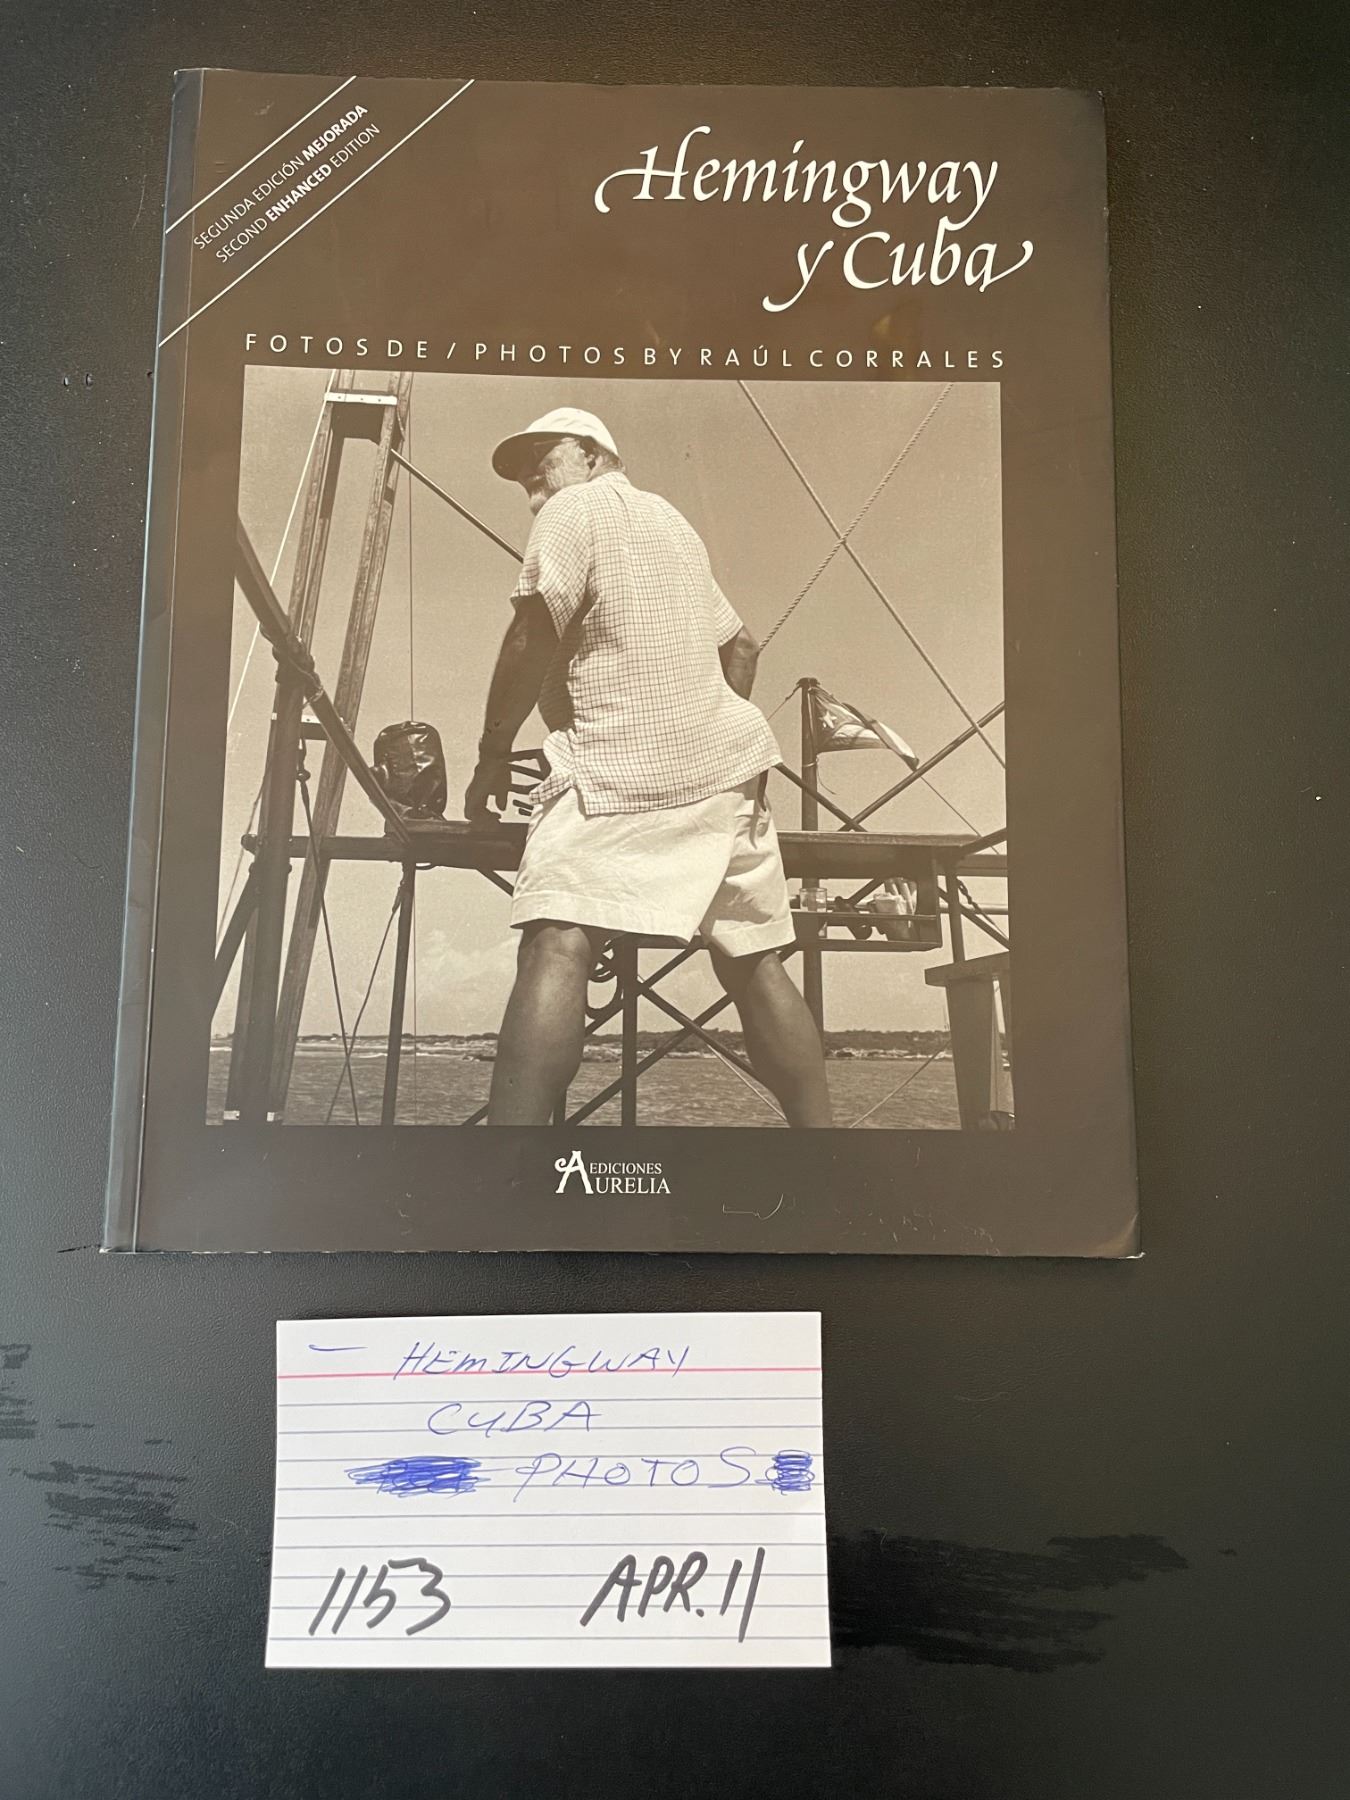 SEGUNDA EDICIÓN MEJORADA
SECOND ENHANCED EDITION
Hemingway
y Cuba
FOTOS DE / PHOTOS BY RAÚL CORRALES
EDICIONES
AURELIA
HEMINGWAY
CUBA
PHOTOS
1153 APR. 11